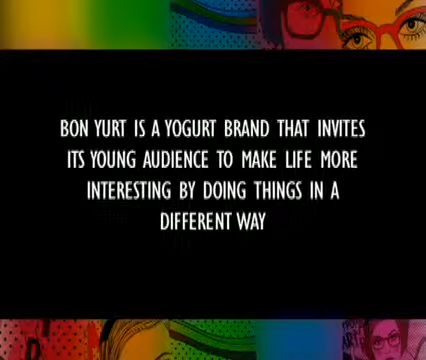 BON YURT IS A YOGURT BRAND THAT INVITES
ITS YOUNG AUDIENCE TO MAKE LIFE MORE
INTERESTING BY DOING THINGS IN A
DIFFERENT WAY